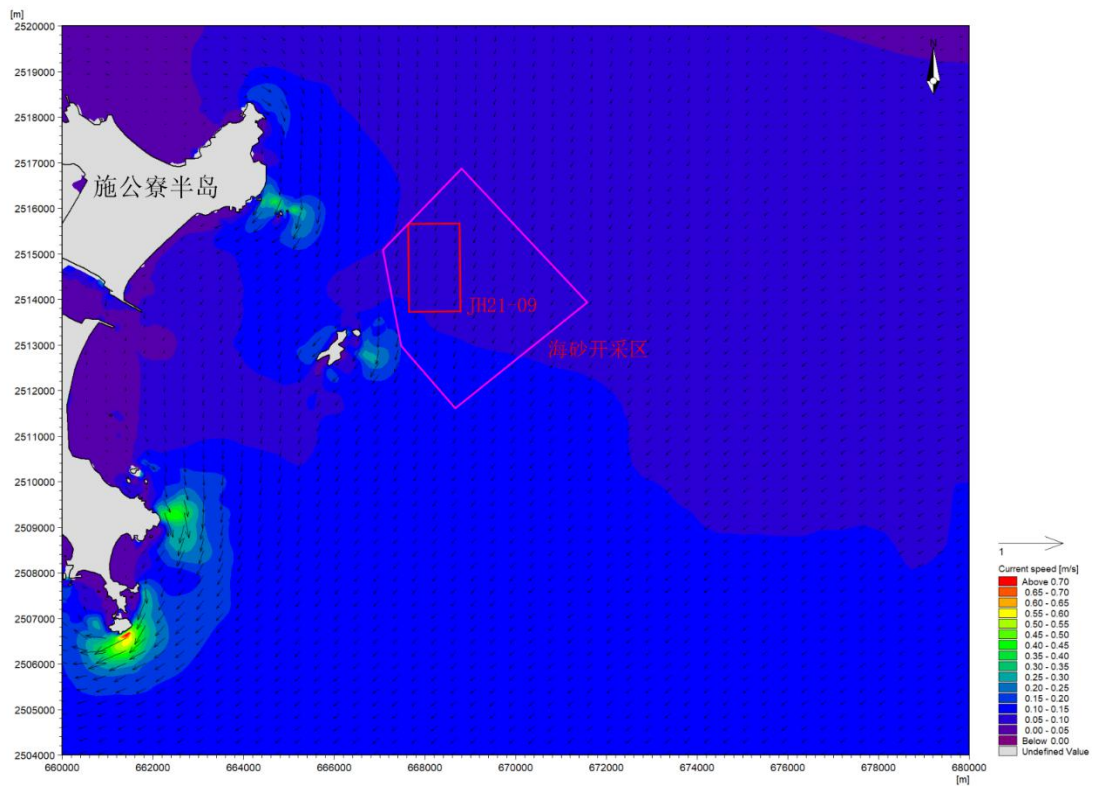 [m]
2520000
2519000
2518000
2517000
2516000
2515000
2514000
2513000
2512000
2511000
2510000
2509000
2508000
2507000
2506000
2505000
2504000
N
施公寮半岛
JH21-09
海砂开采区
1
Current speed [m/s]
Above 0.70
0.65 - 0.70
0.60 - 0.65
0.55 - 0.60
0.50 - 0.55
0.45 - 0.50
0.40 - 0.45
0.35 - 0.40
0.30 - 0.35
0.25 - 0.30
0.20 - 0.25
0.15 - 0.20
0.10 - 0.15
0.05 - 0.10
0.00 - 0.05
Below 0.00
Undefined Value
660000 662000 664000 666000 668000 670000 672000 674000 676000 678000 680000
[m]